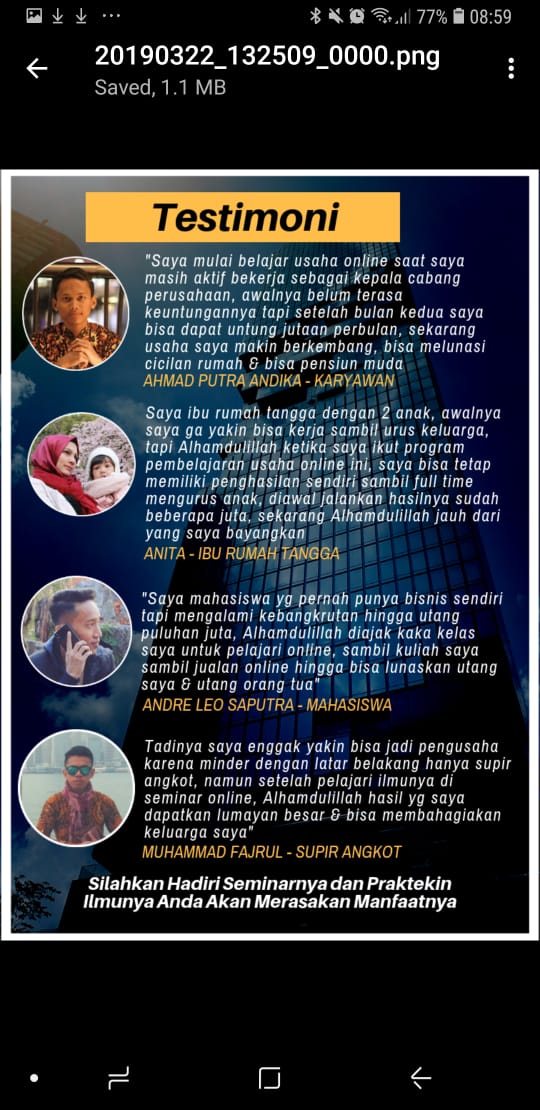 77% 08:59
20190322_132509_0000.png
Saved, 1.1 MB
Testimoni
"Saya mulai belajar usaha online saat saya
masih aktif bekerja sebagai kepala cabang
perusahaan, awalnya belum terasa
keuntungannya tapi setelah bulan kedua saya
bisa dapat untung jutaan perbulan, sekarang
usaha saya makin berkembang, bisa melunasi
cicilan rumah & bisa pensiun muda
AHMAD PUTRA ANDIKA - KARYAWAN
Saya ibu rumah tangga dengan 2 anak, awalnya
saya ga yakin bisa kerja sambil urus keluarga,
tapi Alhamdulillah ketika saya ikut program
pembelajaran usaha online ini, saya bisa tetap
memiliki penghasilan sendiri sambil full time
mengurus anak, diawal jalankan hasilnya sudah
beberapa juta, sekarang Alhamdulillah jauh dari
yang saya bayangkan
ANITA - IBU RUMAH TANGGA
"Saya mahasiswa yg pernah punya bisnis sendiri
tapi mengalami kebangkrutan hingga utang
puluhan juta, Alhamdulillah diajak kaka kelas
saya untuk pelajari online, sambil kuliah saya
sambil jualan online hingga bisa lunaskan utang
saya & utang orang tua"
ANDRE LEO SAPUTRA - MAHASISWA
Tadinya saya enggak yakin bisa jadi pengusaha
karena minder dengan latar belakang hanya supir
angkot, namun setelah pelajari ilmunya di
seminar online, Alhamdulillah hasil yg saya
dapatkan lumayan besar & bisa membahagiakan
keluarga saya"
MUHAMMAD FAJRUL - SUPIR ANGKOT
Silahkan Hadiri Seminarnya dan Praktekin
Ilmunya Anda Akan Merasakan Manfaatnya